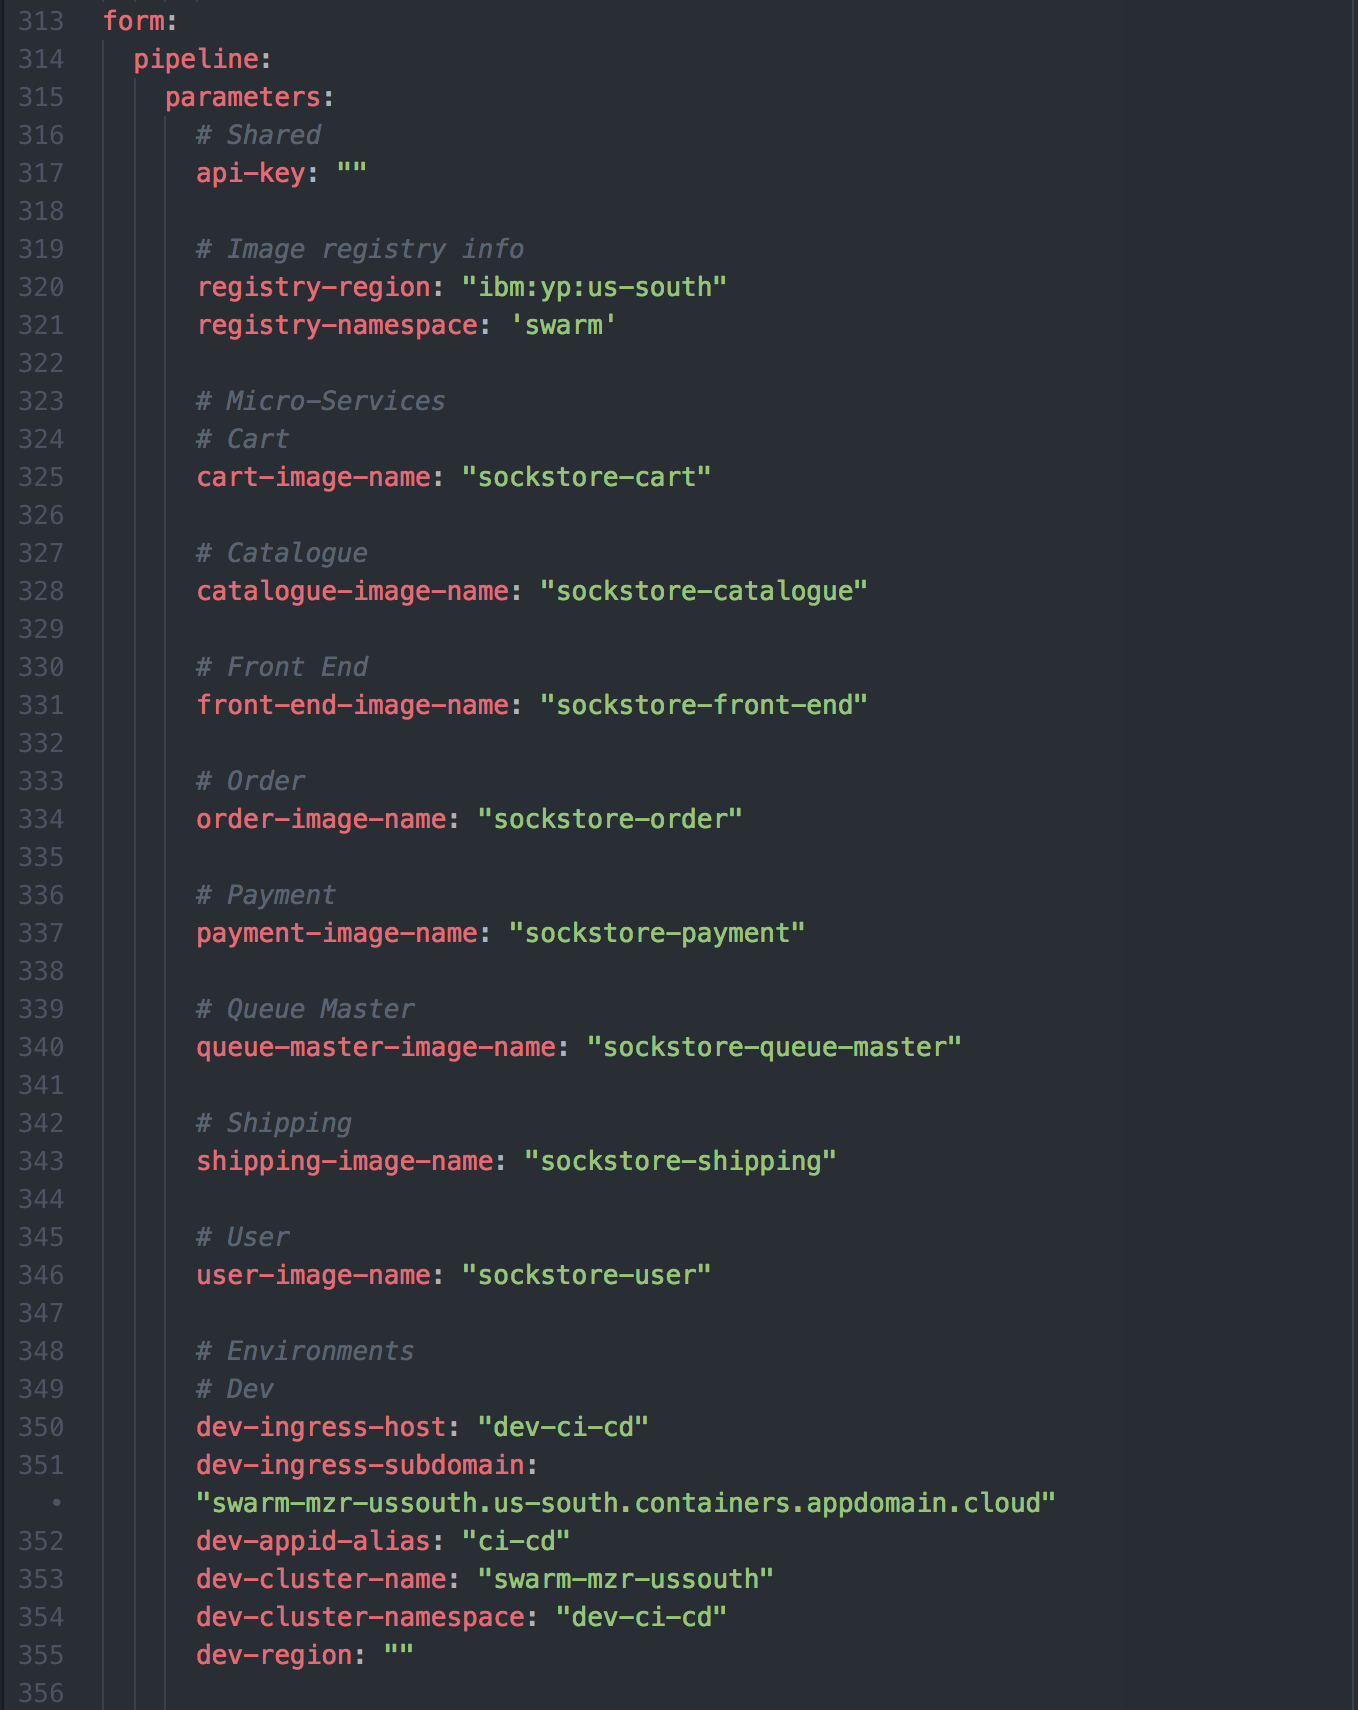 313 form:
314 pipeline:
315 parameters:
316 # Shared
317 api-key: ""
318
319 # Image registry info
320 registry-region: "ibm:yp:us-south"
321 registry-namespace: 'swarm'
322
323 # Micro-Services
324 # Cart
325 cart-image-name: "sockstore-cart"
326
327 # Catalogue
328 catalogue-image-name: "sockstore-catalogue"
329
330 # Front End
331 front-end-image-name: "sockstore-front-end"
332
333 # Order
334 order-image-name: "sockstore-order"
335
336 # Payment
337 payment-image-name: "sockstore-payment"
338
339 # Queue Master
340 queue-master-image-name: "sockstore-queue-master"
341
342 # Shipping
343 shipping-image-name: "sockstore-shipping"
344
345 # User
346 user-image-name: "sockstore-user"
347
348 # Environments
349 # Dev
350 dev-ingress-host: "dev-ci-cd"
351 dev-ingress-subdomain:
• "swarm-mzr-ussouth.us-south.containers.appdomain.cloud"
352 dev-appid-alias: "ci-cd"
353 dev-cluster-name: "swarm-mzr-ussouth"
354 dev-cluster-namespace: "dev-ci-cd"
355 dev-region: ""
356